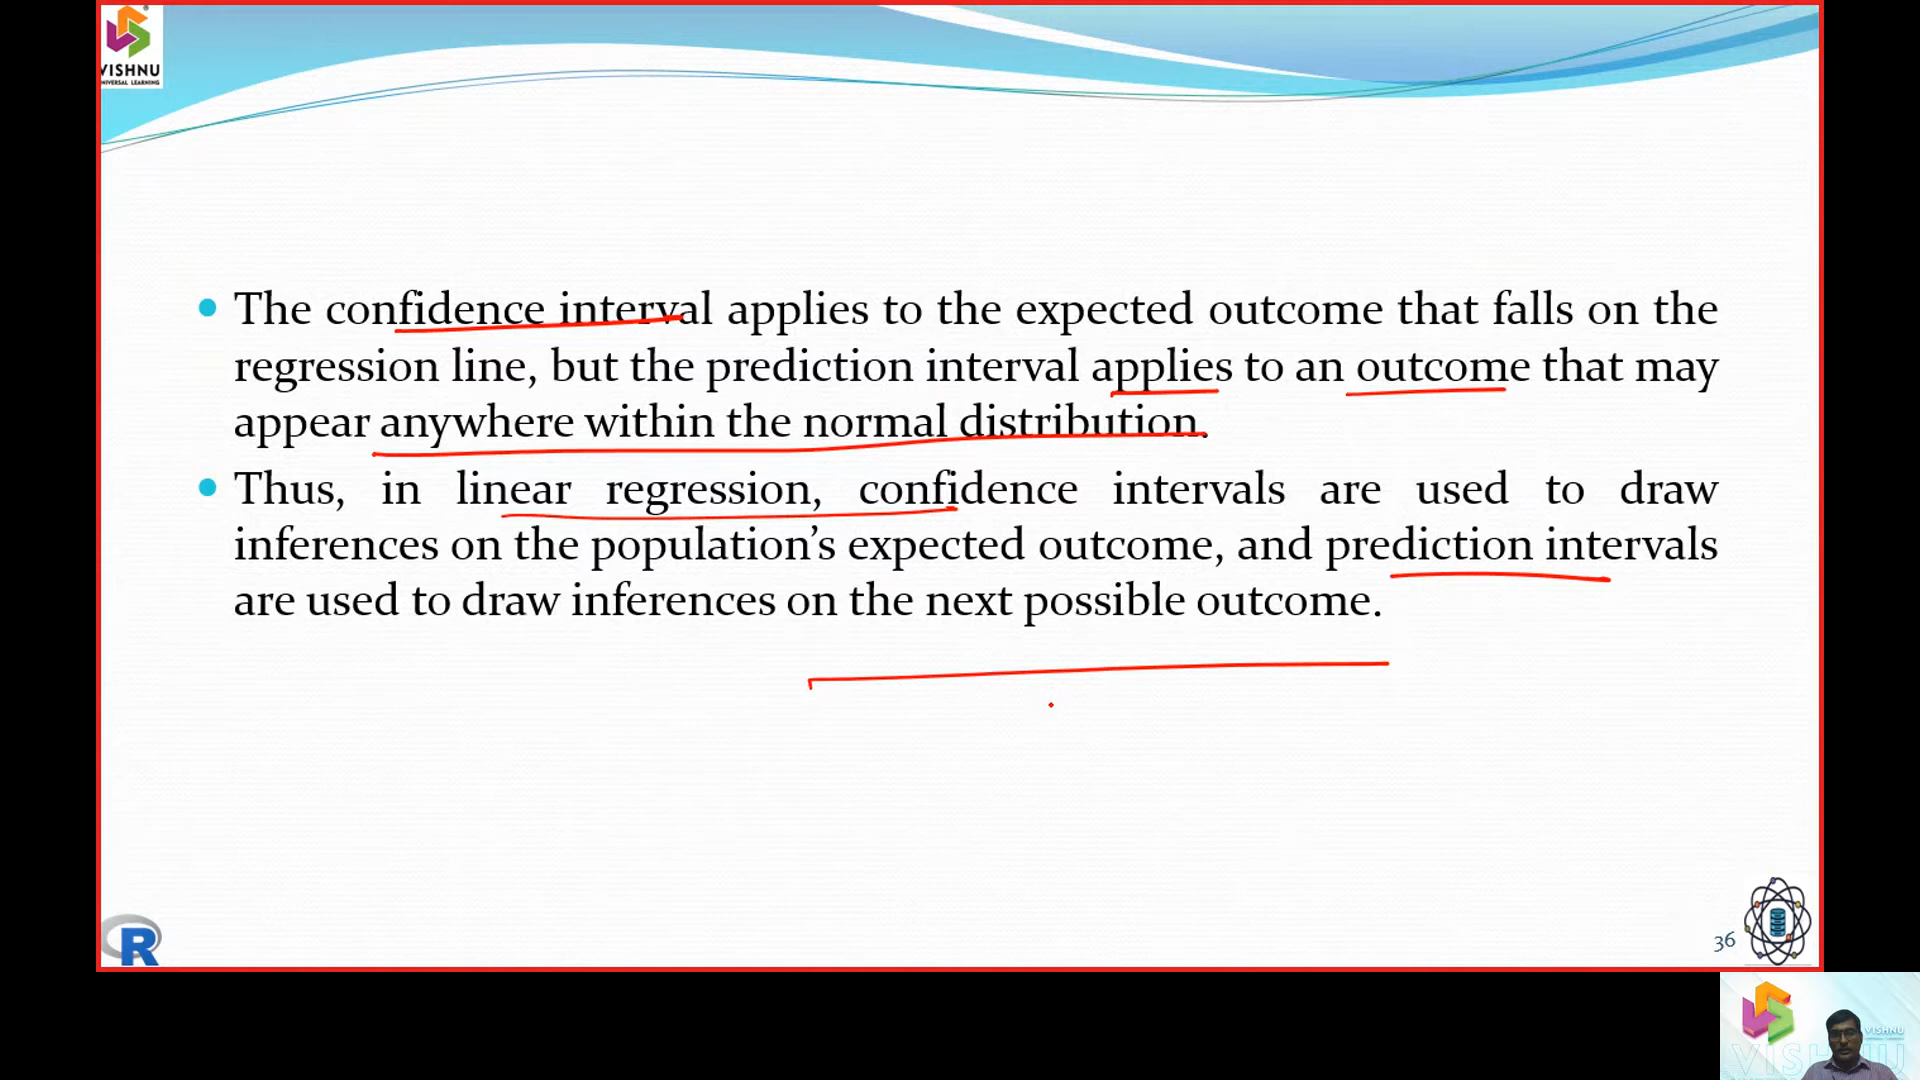 VISHNU
UNIVERSAL LEARNING
• The confidence interval applies to the expected outcome that falls on the
regression line, but the prediction interval applies to an outcome that may
appear anywhere within the normal distribution.
• Thus, in linear regression, confidence intervals are used to draw
inferences on the population’s expected outcome, and prediction intervals
are used to draw inferences on the next possible outcome.
R
36
VISHNU